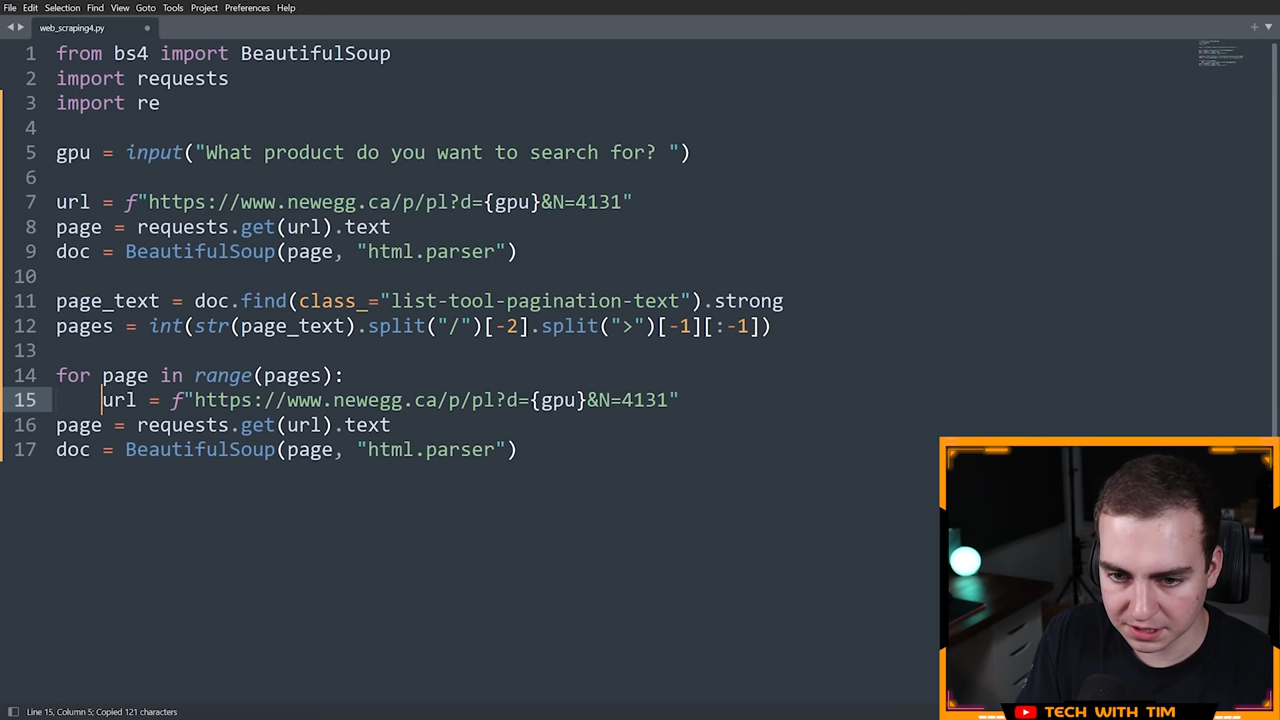 File Edit Selection Find View Goto Tools Project Preferences Help
web_scraping4.py
1 from bs4 import BeautifulSoup
2 import requests
3 import re
4
5 gpu = input("What product do you want to search for? ")
6
7 url = f"https://www.newegg.ca/p/pl?d={gpu}&N=4131"
8 page = requests.get(url).text
9 doc = BeautifulSoup(page, "html.parser")
10
11 page_text = doc.find(class_="list-tool-pagination-text").strong
12 pages = int(str(page_text).split("/")[-2].split(">")[-1][:-1])
13
14 for page in range(pages):
15 url = f"https://www.newegg.ca/p/pl?d={gpu}&N=4131"
16 page = requests.get(url).text
17 doc = BeautifulSoup(page, "html.parser")
TECH WITH TIM
Line 15, Column 5; Copied 121 characters